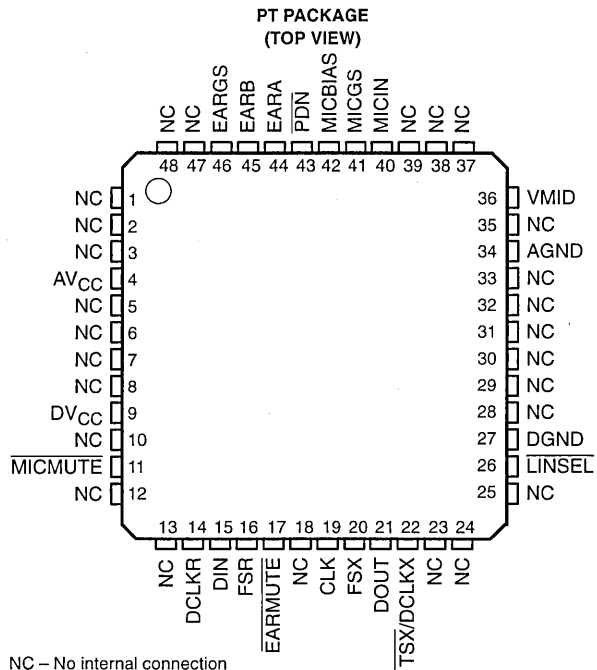 PT PACKAGE
(TOP VIEW)
NC
NC
EARGS
EARB
EARA
PDN
MICBIAS
MICGS
MICIN
NC
NC
NC
48 47 46 45 44 43 42 41 40 39 38 37
NC 1
NC 2
NC 3
AVCC 4
NC 5
NC 6
NC 7
NC 8
DVCC 9
NC 10
MICMUTE 11
NC 12
36 VMID
35 NC
34 AGND
33 NC
32 NC
31 NC
30 NC
29 NC
28 NC
27 DGND
26 LINSEL
25 NC
13 14 15 16 17 18 19 20 21 22 23 24
NC
DCLKR
DIN
FSR
EARMUTE
NC
CLK
FSX
DOUT
TSX/DCLKX
NC
NC
NC – No internal connection